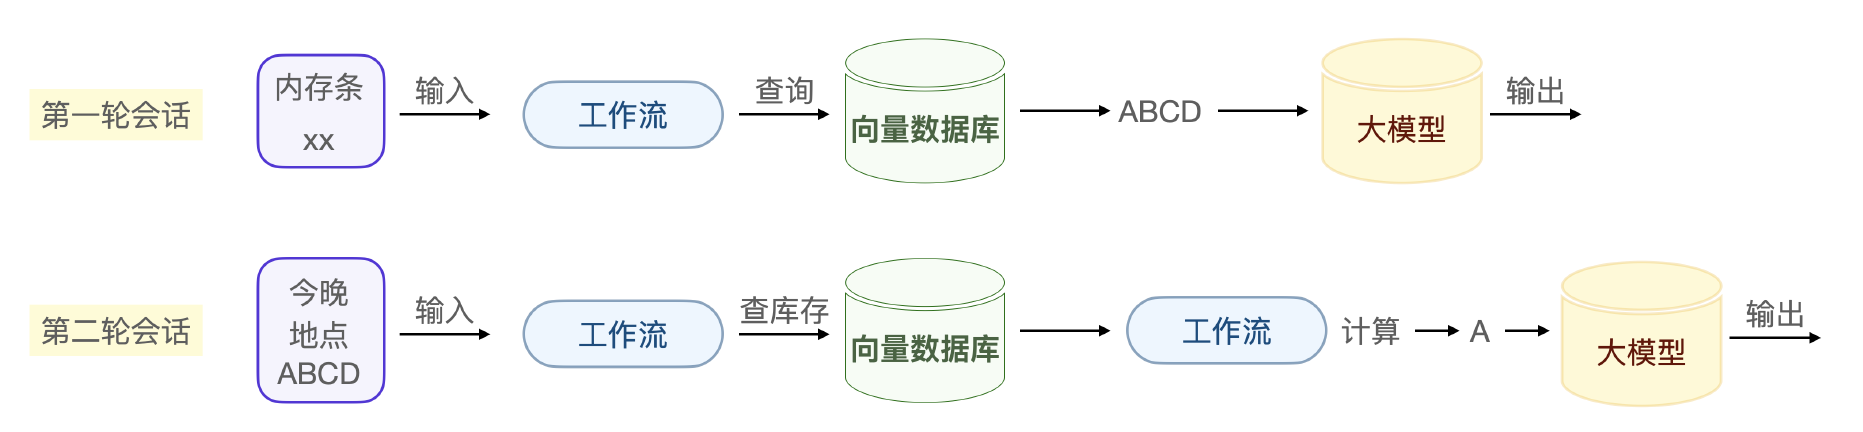 第一轮会话
内存条
xx
输入
工作流
查询
向量数据库
ABCD
大模型
输出
第二轮会话
今晚
地点
ABCD
输入
工作流
查库存
向量数据库
工作流
计算
A
大模型
输出